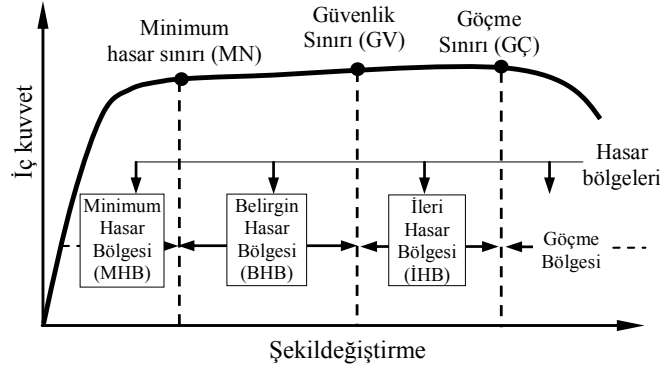 Minimum
hasar sınırı (MN)
Güvenlik
Sınırı (GV)
Göçme
Sınırı (GÇ)
İç kuvvet
Hasar
bölgeleri
Minimum
Hasar
Bölgesi
(MHB)
Belirgin
Hasar
Bölgesi
(BHB)
İleri
Hasar
Bölgesi
(İHB)
Göçme
Bölgesi
Şekildeğiştirme